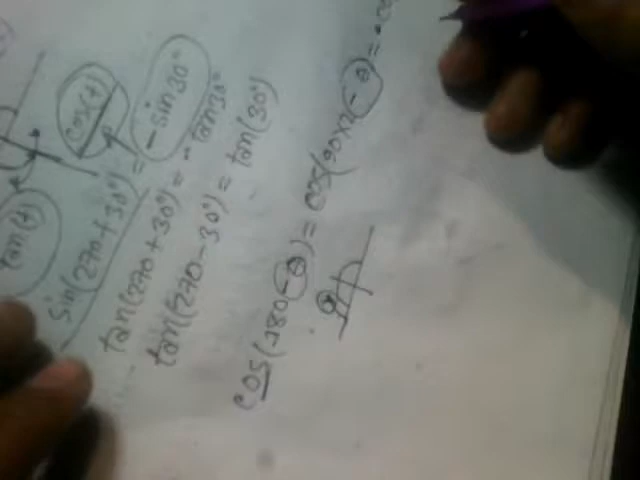 cos(+)
tan(+)
sin(270+30°) = -sin30°
tan(270+30°) = - tan30°
tan(270-30°) = tan(30°)
cos(180-θ) = cos(90×2-θ) =